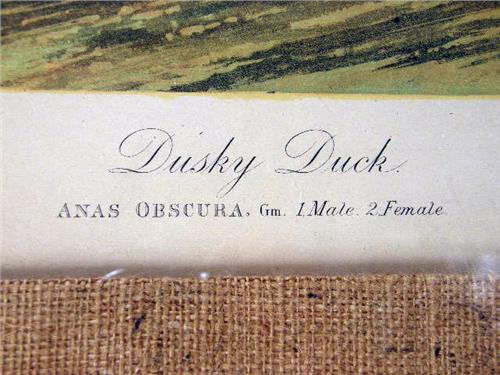 Dusky Duck.
ANAS OBSCURA, Gm. 1, Male. 2, Female.